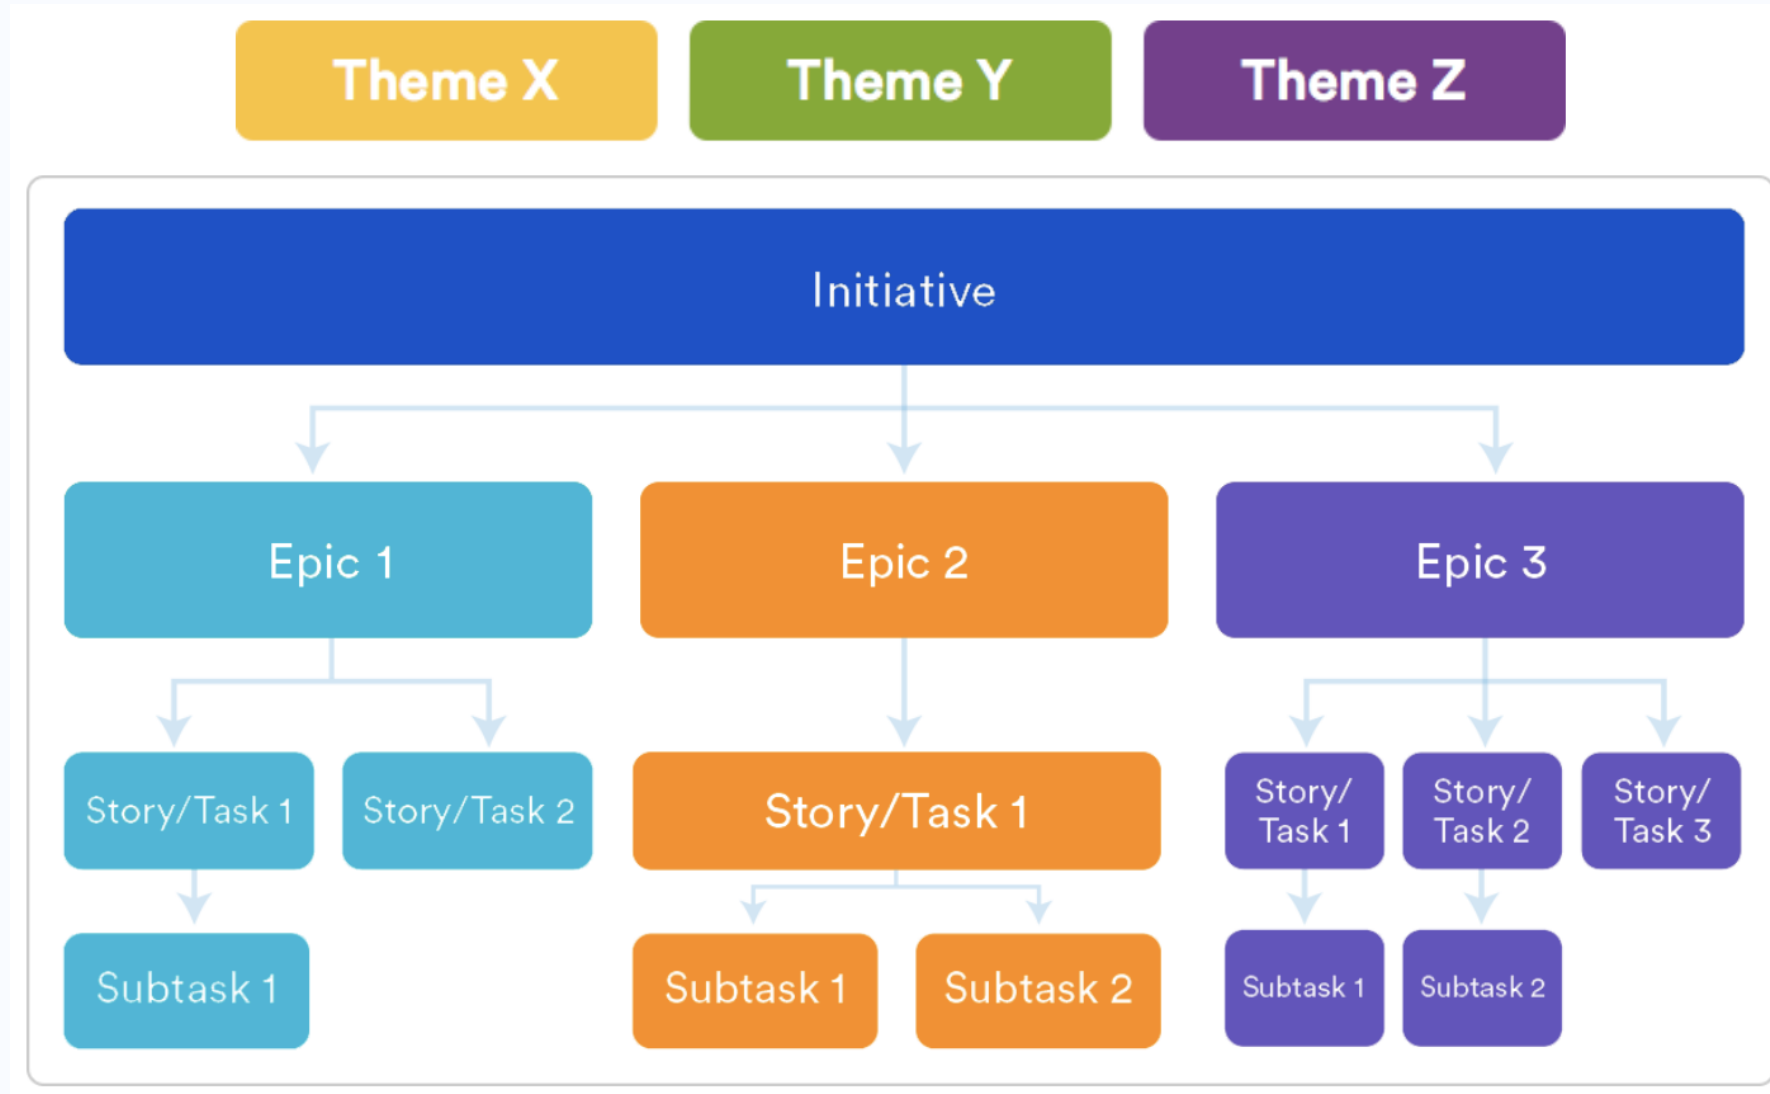 Theme X
Theme Y
Theme Z
Initiative
Epic 1
Epic 2
Epic 3
Story/Task 1
Story/Task 2
Story/Task 1
Story/
Task 1
Story/
Task 2
Story/
Task 3
Subtask 1
Subtask 1
Subtask 2
Subtask 1
Subtask 2